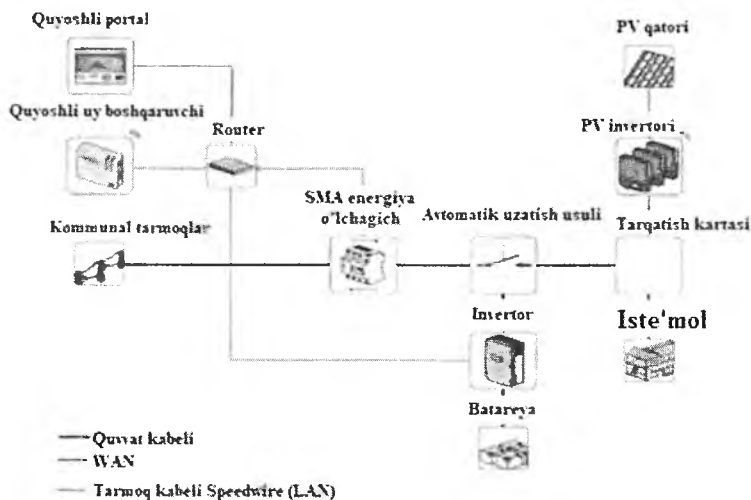 Quyoshli portal
PV qatori
Quyoshli uy boshqaruvchi
Router
PV invertori
SMA energiya
o'lchagich
Avtomatik uzatish usuli
Tarqatish kartasi
Kommunal tarmoqlar
Invertor
Iste'mol
Batareya
Quvvat kabeli
WAN
Tarmoq kabeli Speedwire (LAN)